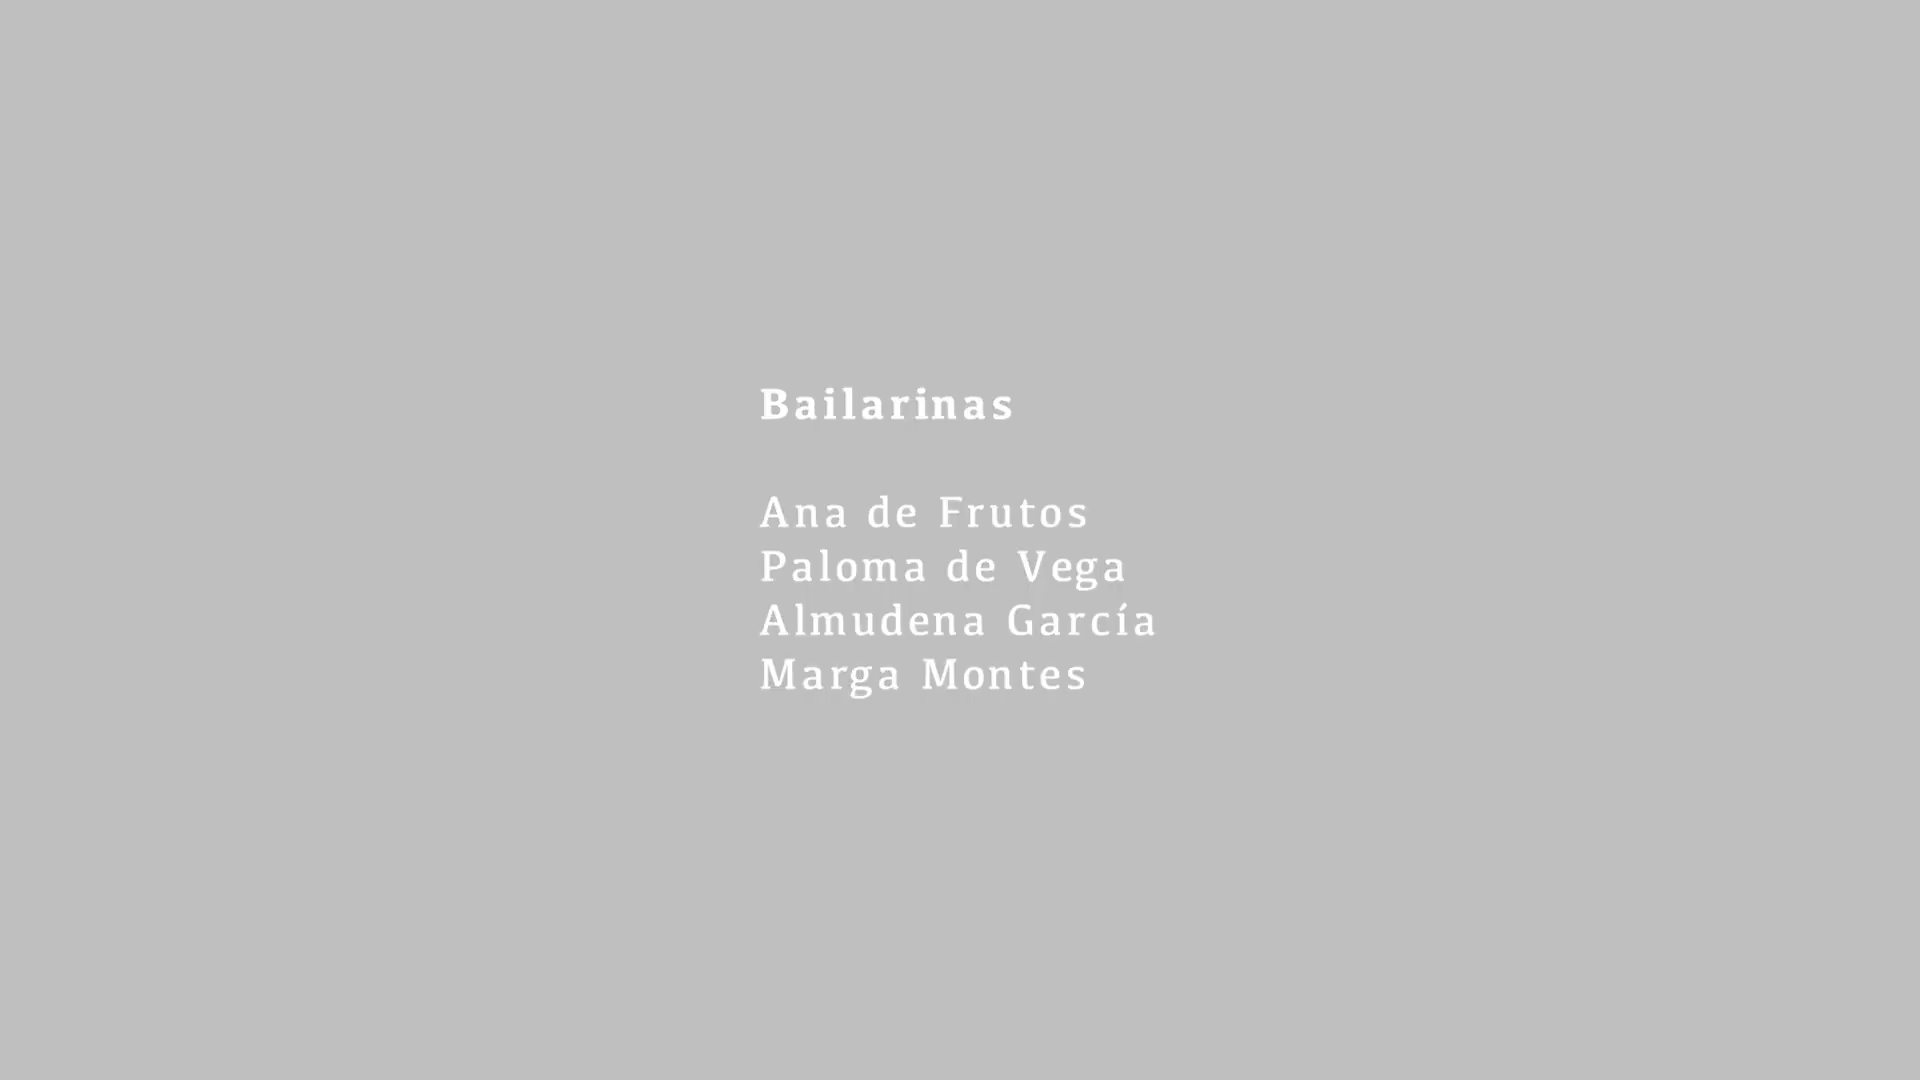 Bailarinas
Ana de Frutos
Paloma de Vega
Almudena García
Marga Montes